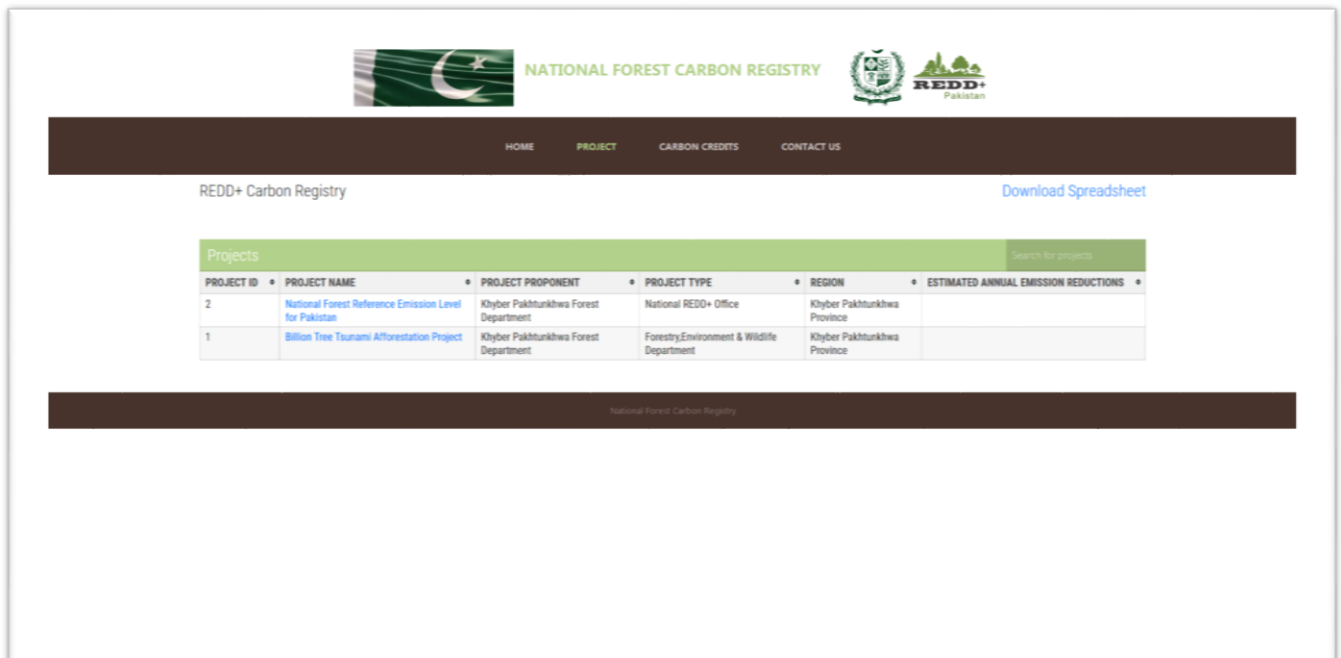 NATIONAL FOREST CARBON REGISTRY
REDD+
Pakistan
HOME PROJECT CARBON CREDITS CONTACT US
REDD+ Carbon Registry Download Spreadsheet
Projects Search for projects
PROJECT ID PROJECT NAME PROJECT PROPONENT PROJECT TYPE REGION ESTIMATED ANNUAL EMISSION REDUCTIONS
2 National Forest Reference Emission Level Khyber Pakhtunkhwa Forest National REDD+ Office Khyber Pakhtunkhwa
for Pakistan Department Province
1 Billion Tree Tsunami Afforestation Project Khyber Pakhtunkhwa Forest Forestry,Environment & Wildlife Khyber Pakhtunkhwa
Department Department Province
National Forest Carbon Registry